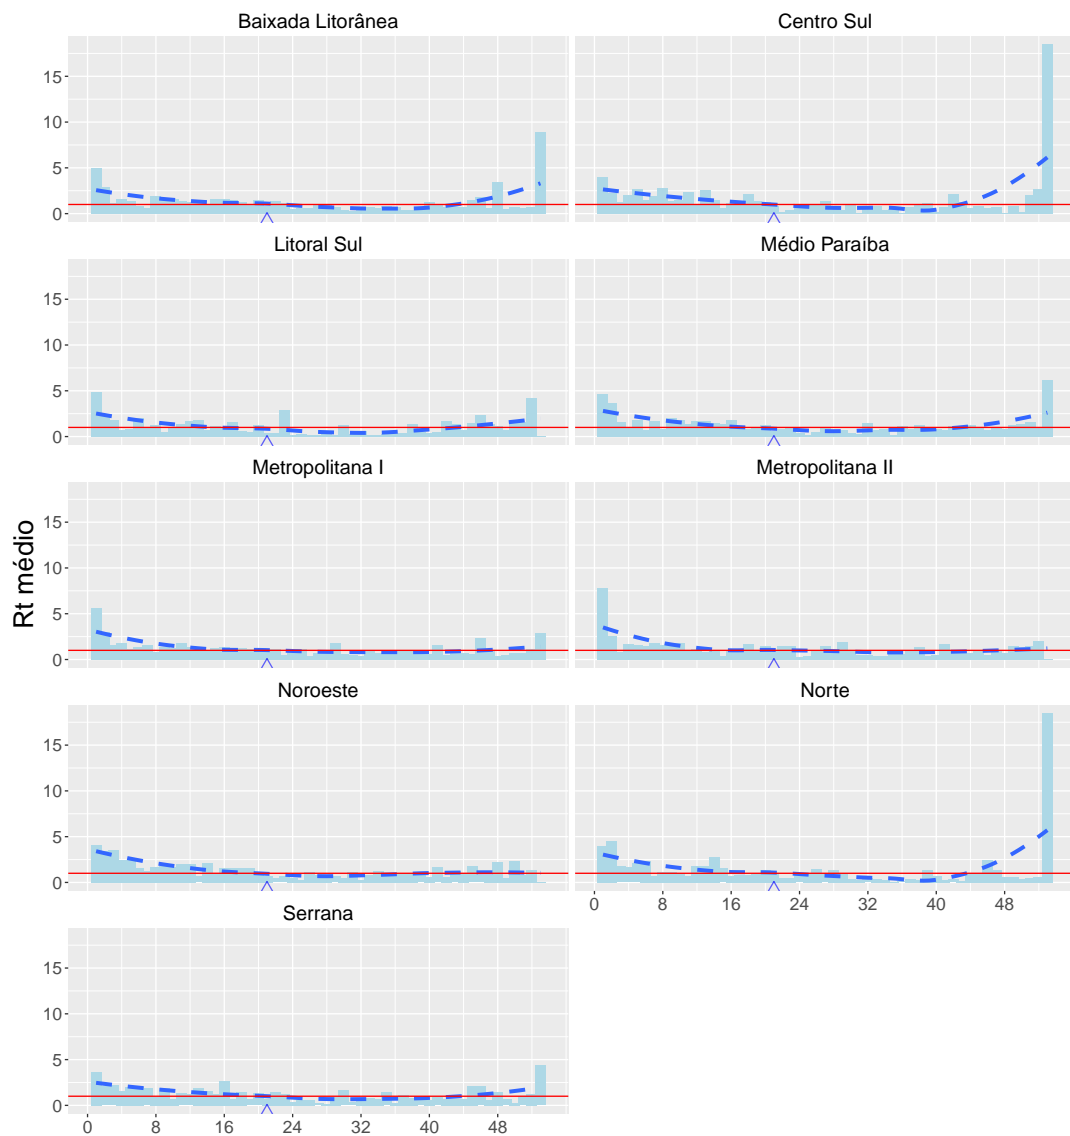 Baixada Litorânea
Centro Sul
15
10
5
0
Litoral Sul
Médio Paraíba
15
10
5
0
Metropolitana I
Metropolitana II
15
10
5
0
Rt médio
Noroeste
Norte
15
10
5
0
0 8 16 24 32 40 48
Serrana
15
10
5
0
0 8 16 24 32 40 48